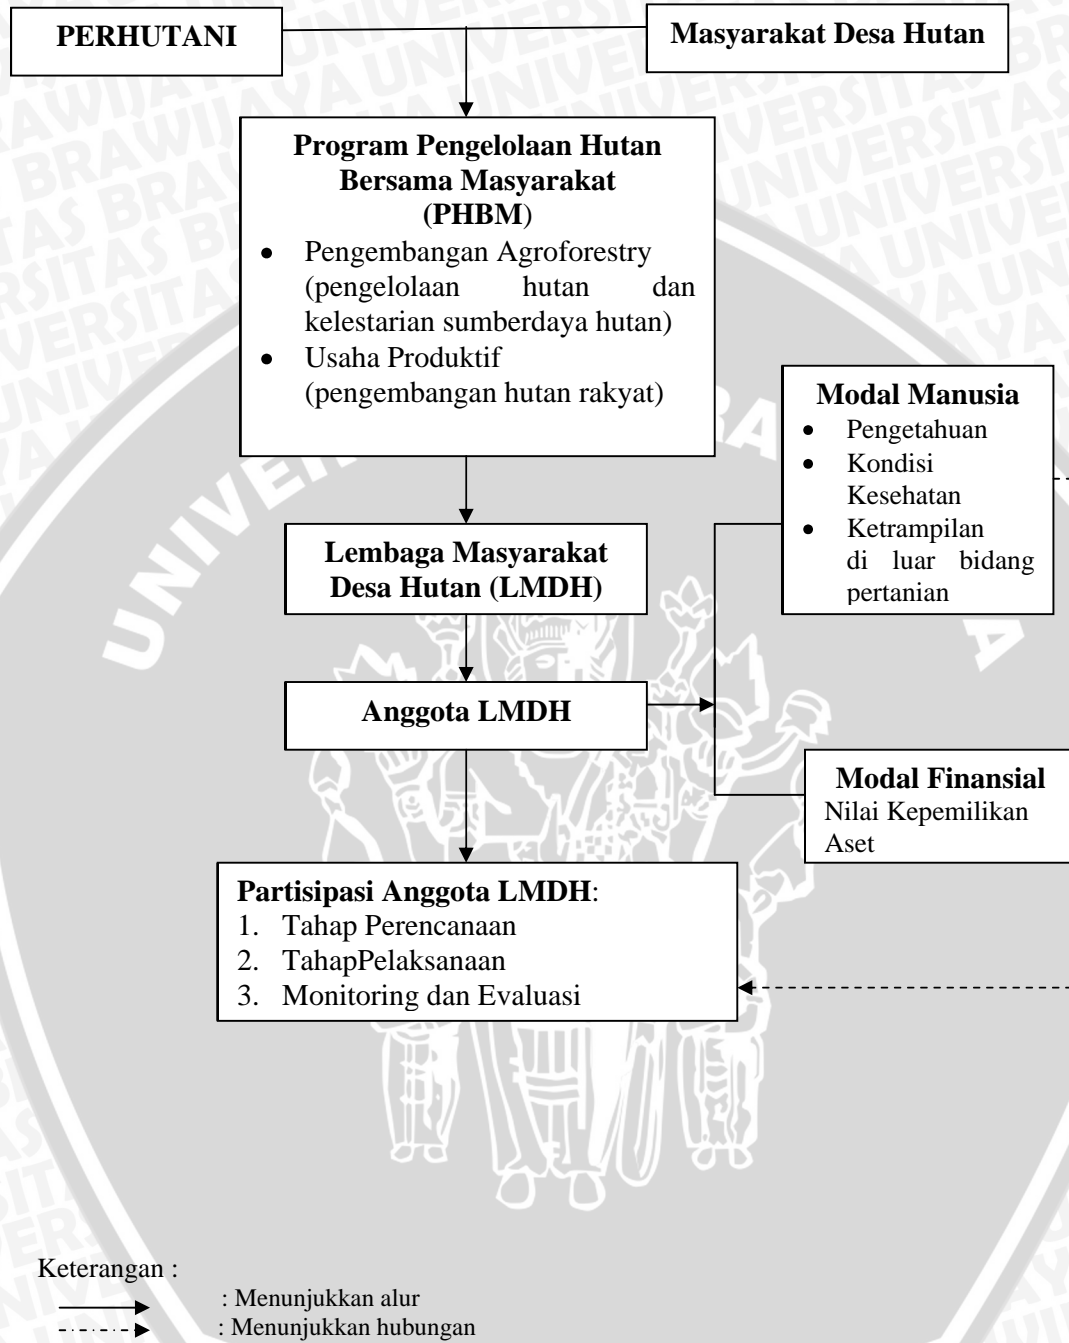 PERHUTANI
Masyarakat Desa Hutan
Program Pengelolaan Hutan
Bersama Masyarakat
(PHBM)
• Pengembangan Agroforestry
(pengelolaan hutan dan
kelestarian sumberdaya hutan)
• Usaha Produktif
(pengembangan hutan rakyat)
Modal Manusia
• Pengetahuan
• Kondisi
Kesehatan
• Ketrampilan
di luar bidang
pertanian
Lembaga Masyarakat
Desa Hutan (LMDH)
Anggota LMDH
Modal Finansial
Nilai Kepemilikan
Aset
Partisipasi Anggota LMDH:
1. Tahap Perencanaan
2. TahapPelaksanaan
3. Monitoring dan Evaluasi
Keterangan :
: Menunjukkan alur
: Menunjukkan hubungan